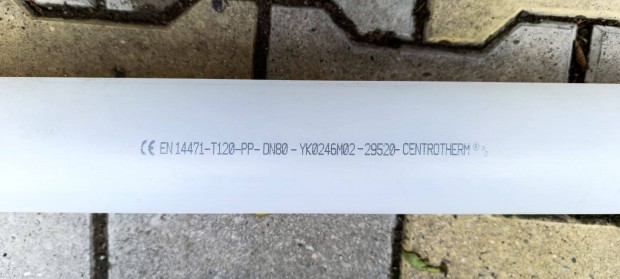 CE EN 14471-T120-PP- DN80 - YK0246M02 -29520- CENTROTHERM ®